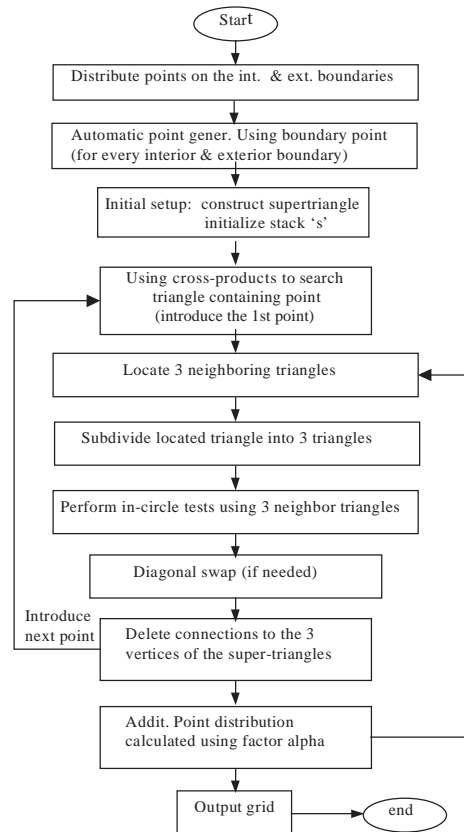 Start
Distribute points on the int. & ext. boundaries
Automatic point gener. Using boundary point
(for every interior & exterior boundary)
Initial setup: construct supertriangle
initialize stack ‘s’
Using cross-products to search
triangle containing point
(introduce the 1st point)
Locate 3 neighboring triangles
Subdivide located triangle into 3 triangles
Perform in-circle tests using 3 neighbor triangles
Diagonal swap (if needed)
Introduce
next point
Delete connections to the 3
vertices of the super-triangles
Addit. Point distribution
calculated using factor alpha
Output grid
end